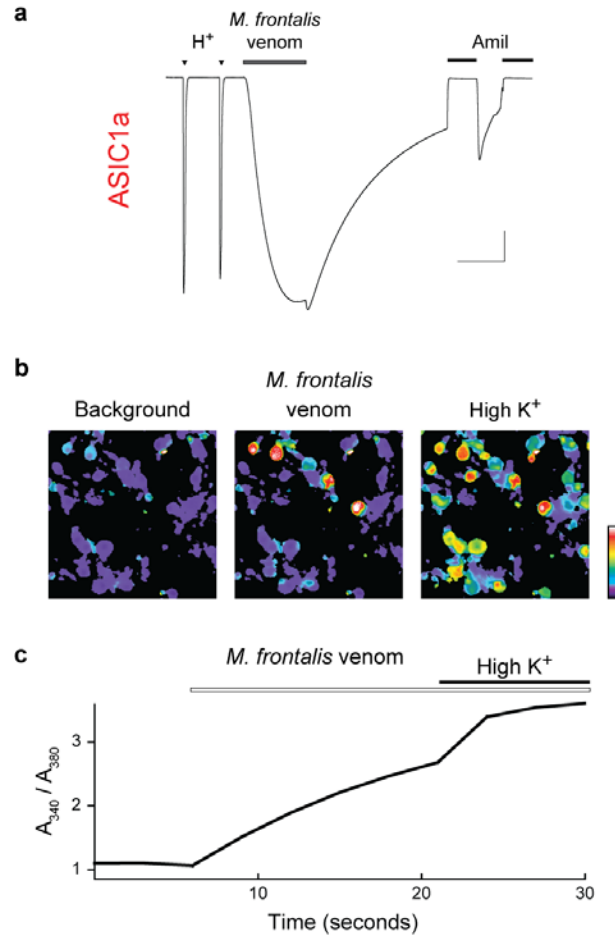 a
M. frontalis
H+ venom Amil
ASIC1a
b
M. frontalis
Background venom High K+
c
M. frontalis venom High K+
A340 / A380
3
2
1
10 20 30
Time (seconds)